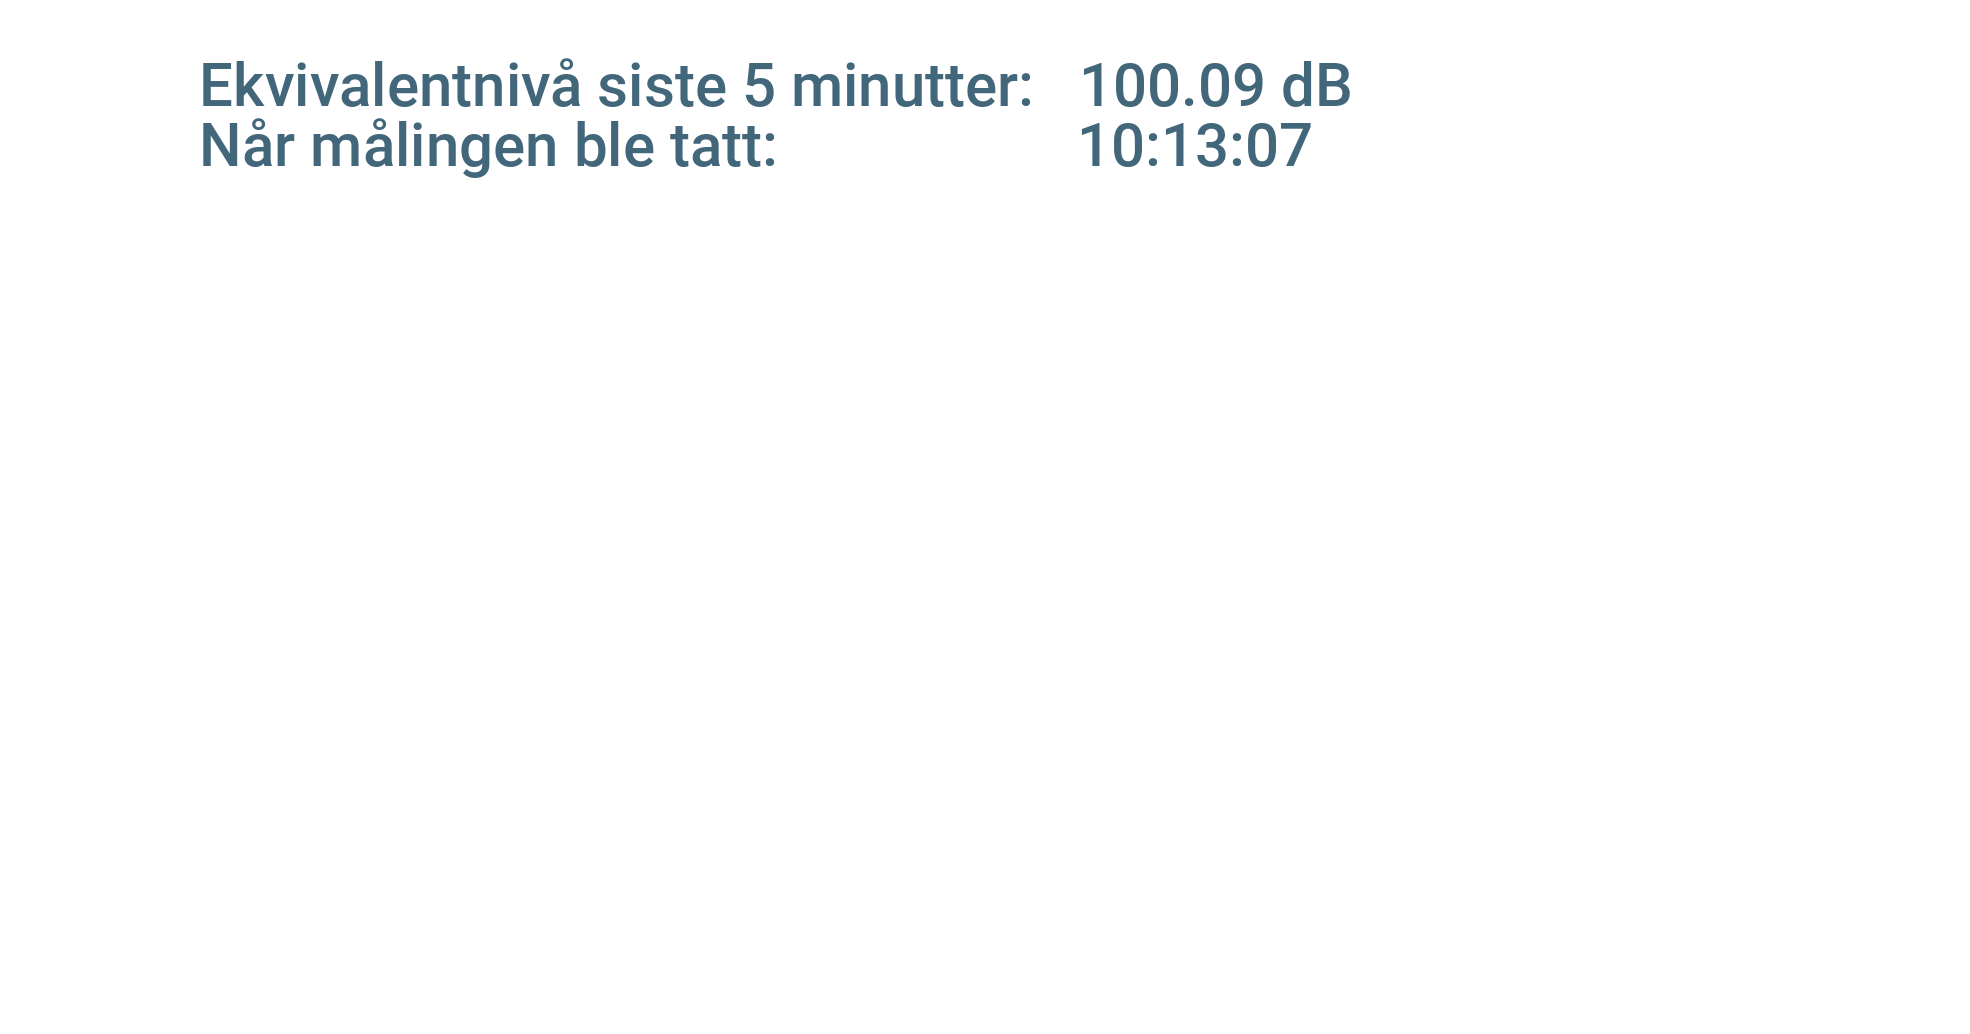 Ekvivalentnivå siste 5 minutter: 100.09 dB
Når målingen ble tatt: 10:13:07